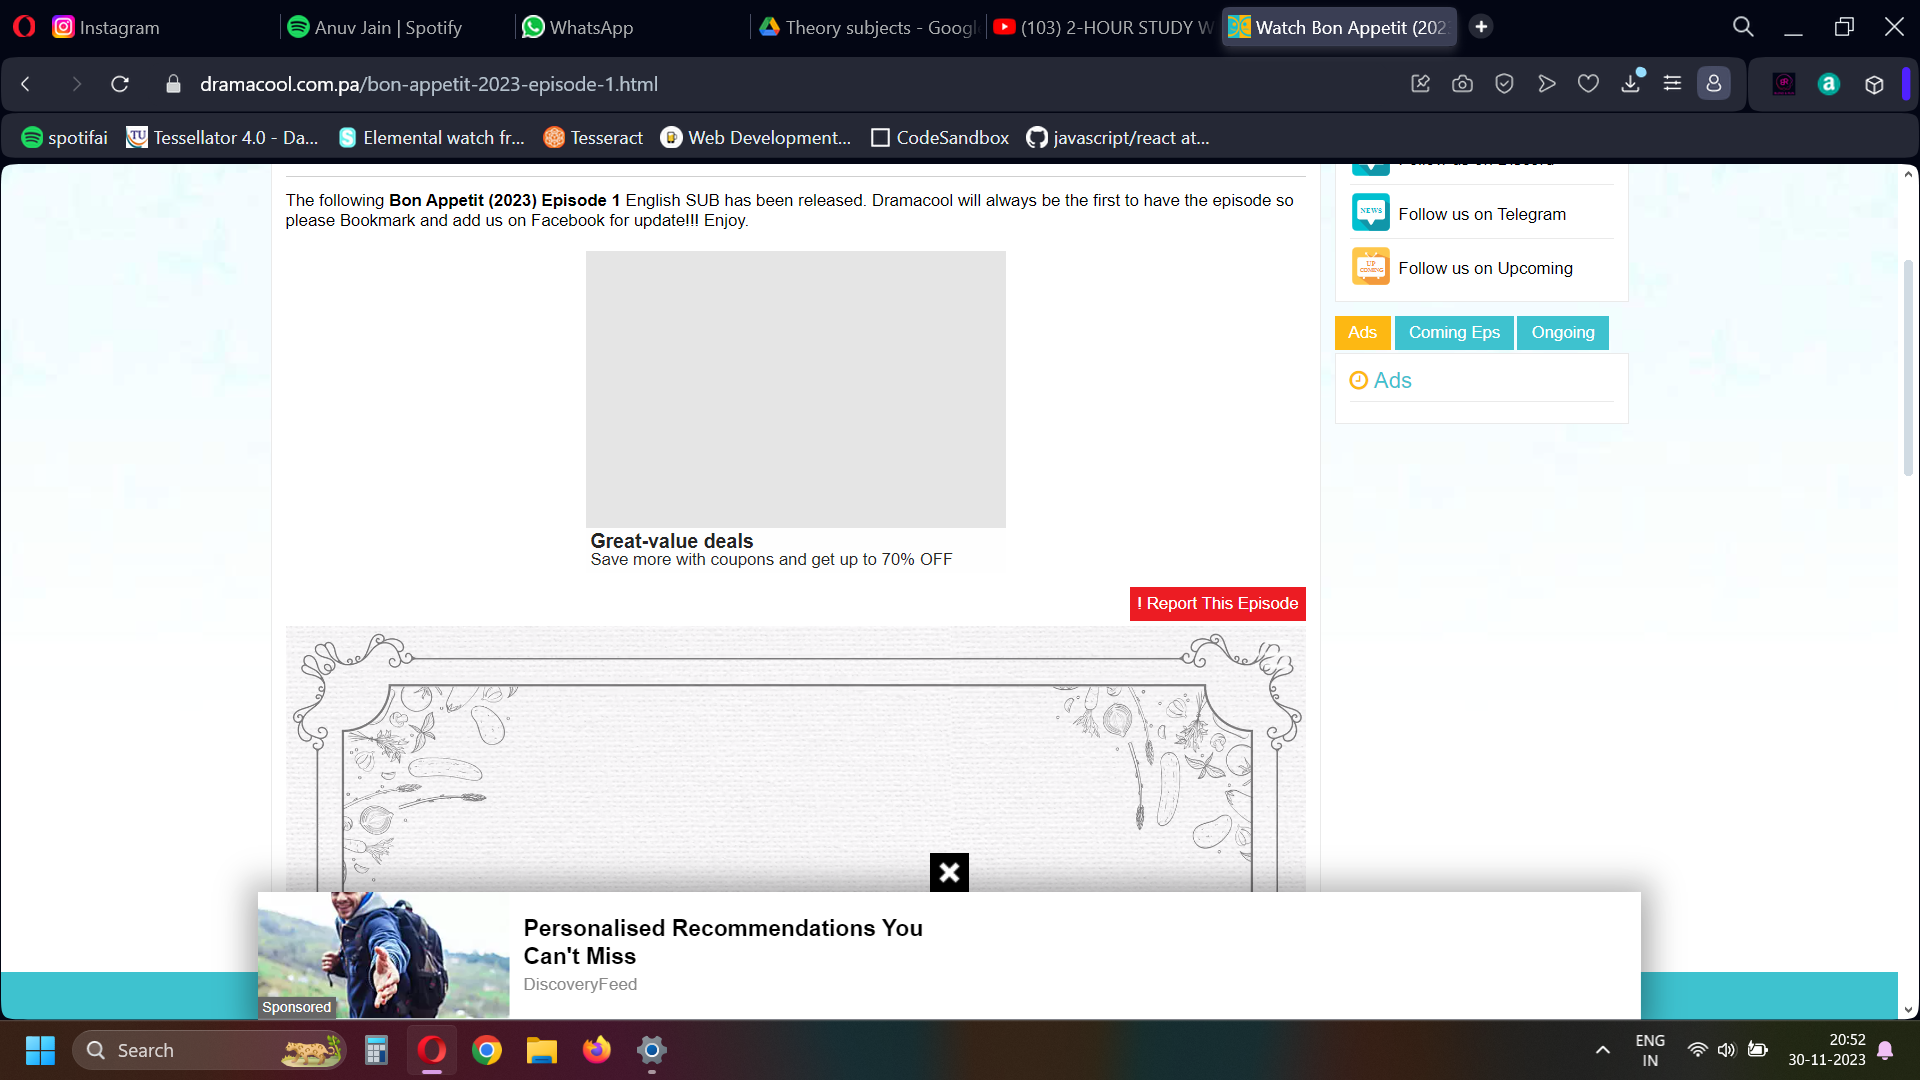 Instagram
Anuv Jain | Spotify
WhatsApp
Theory subjects - Googl
(103) 2-HOUR STUDY W
Watch Bon Appetit (202
dramacool.com.pa/bon-appetit-2023-episode-1.html
spotifai
Tessellator 4.0 - Da...
Elemental watch fr...
Tesseract
Web Development...
CodeSandbox
javascript/react at...
The following Bon Appetit (2023) Episode 1 English SUB has been released. Dramacool will always be the first to have the episode so
please Bookmark and add us on Facebook for update!!! Enjoy.
Great-value deals
Save more with coupons and get up to 70% OFF
! Report This Episode
Follow us on Discord
NEWS
Follow us on Telegram
UP
COMING
Follow us on Upcoming
Ads
Coming Eps
Ongoing
Ads
Personalised Recommendations You
Can't Miss
DiscoveryFeed
Sponsored
Search
ENG
IN
20:52
30-11-2023